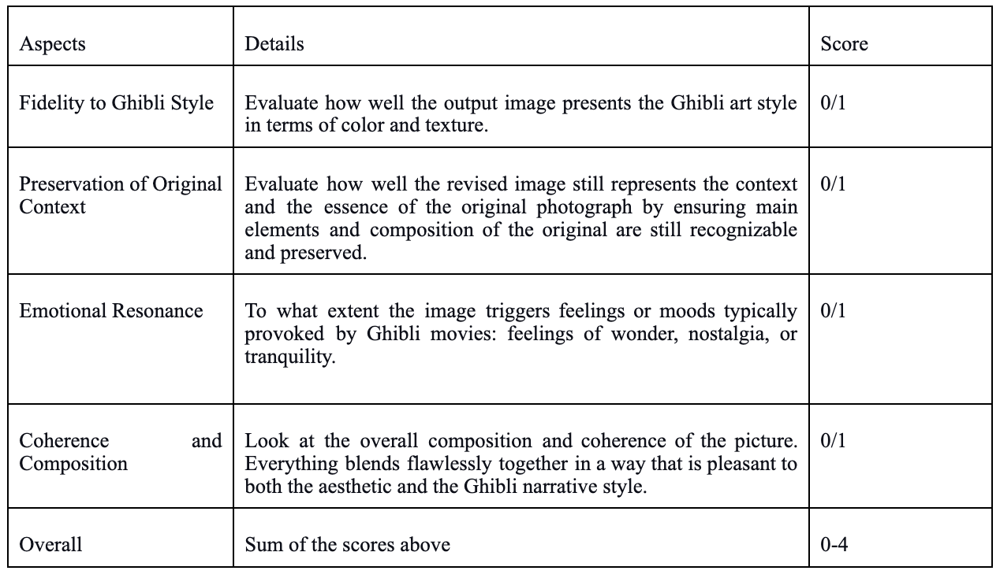 Aspects
Details
Score
Fidelity to Ghibli Style
Evaluate how well the output image presents the Ghibli art style
in terms of color and texture.
0/1
Preservation of Original
Context
Evaluate how well the revised image still represents the context
and the essence of the original photograph by ensuring main
elements and composition of the original are still recognizable
and preserved.
0/1
Emotional Resonance
To what extent the image triggers feelings or moods typically
provoked by Ghibli movies: feelings of wonder, nostalgia, or
tranquility.
0/1
Coherence and
Composition
Look at the overall composition and coherence of the picture.
Everything blends flawlessly together in a way that is pleasant to
both the aesthetic and the Ghibli narrative style.
0/1
Overall
Sum of the scores above
0-4